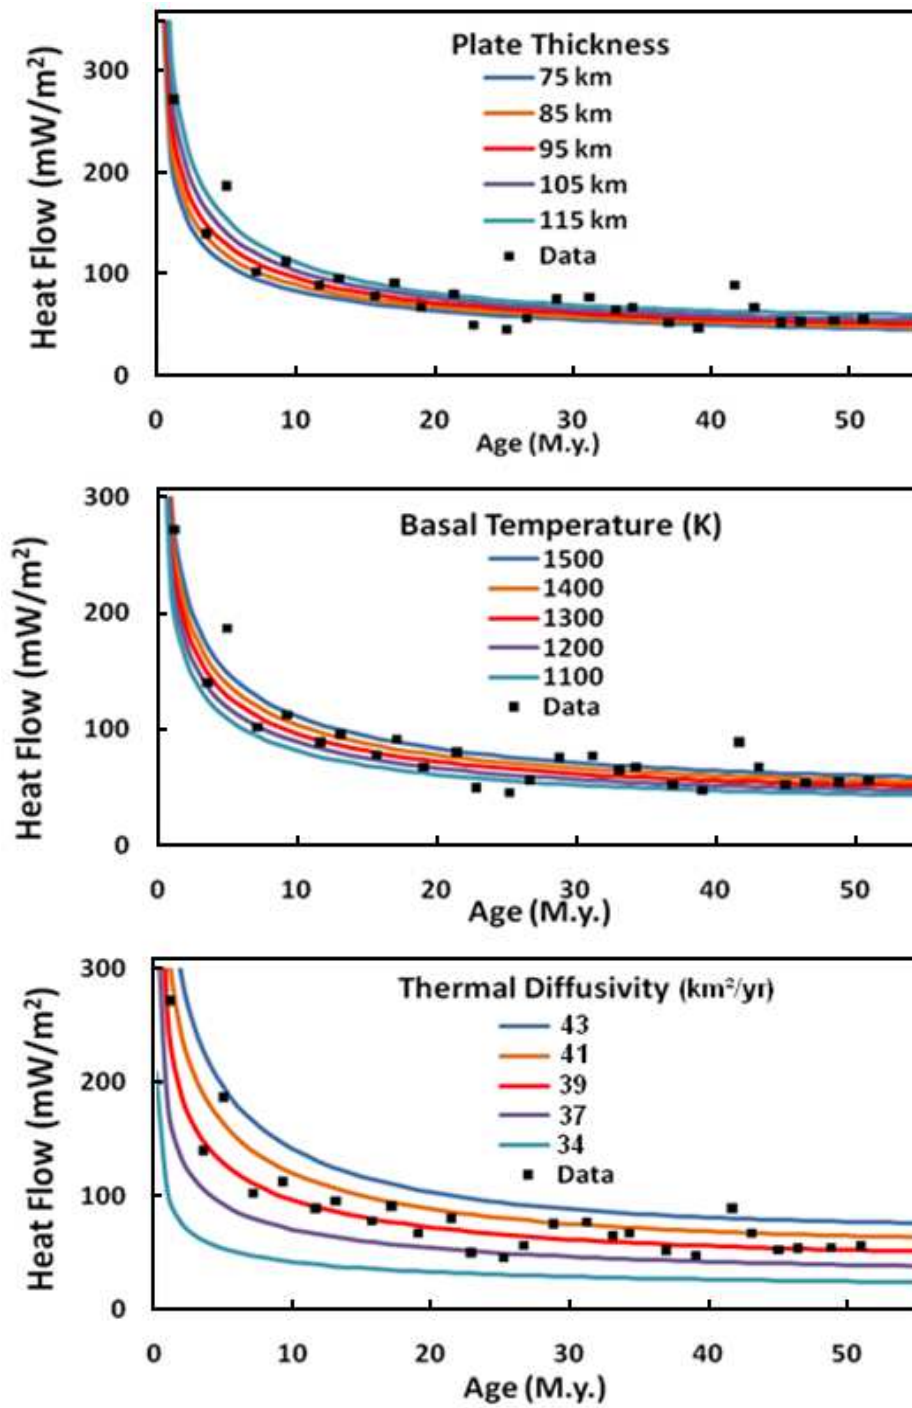 Plate Thickness
75 km
85 km
95 km
105 km
115 km
Data
Heat Flow (mW/m²)
300
200
100
0
0 10 20 30 40 50
Age (M.y.)
Basal Temperature (K)
1500
1400
1300
1200
1100
Data
Heat Flow (mW/m²)
300
200
100
0
0 10 20 30 40 50
Age (M.y.)
Thermal Diffusivity (km²/yr)
43
41
39
37
34
Data
Heat Flow (mW/m²)
300
200
100
0
0 10 20 30 40 50
Age (M.y.)